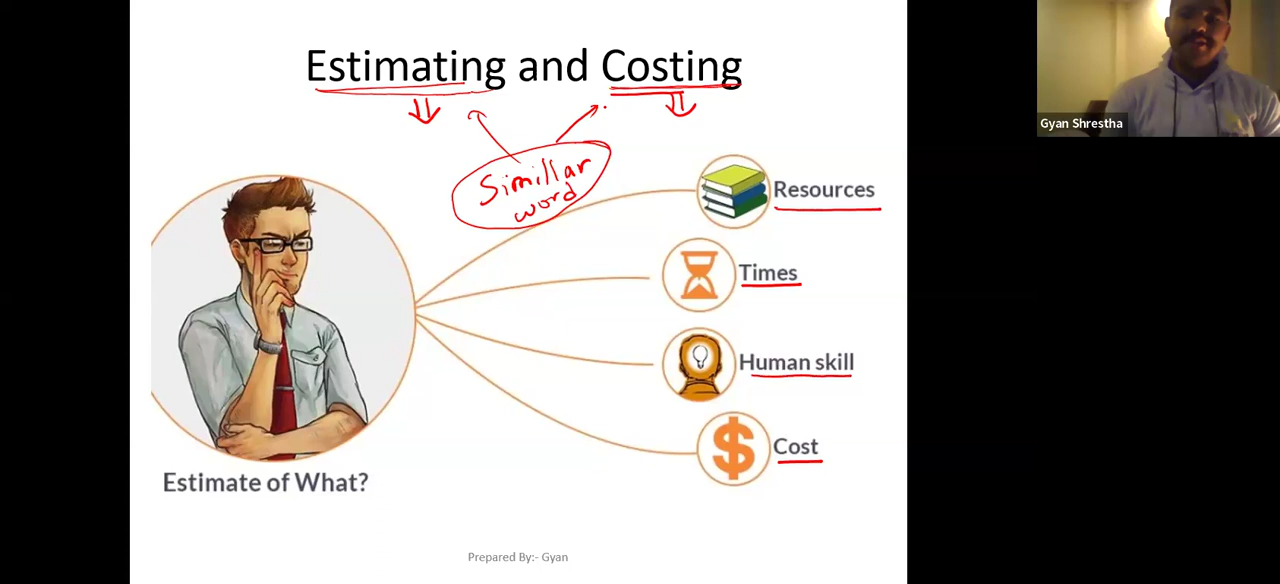 Estimating and Costing
Simillar
word
Resources
Times
Human skill
Cost
Estimate of What?
Prepared By:- Gyan
Gyan Shrestha